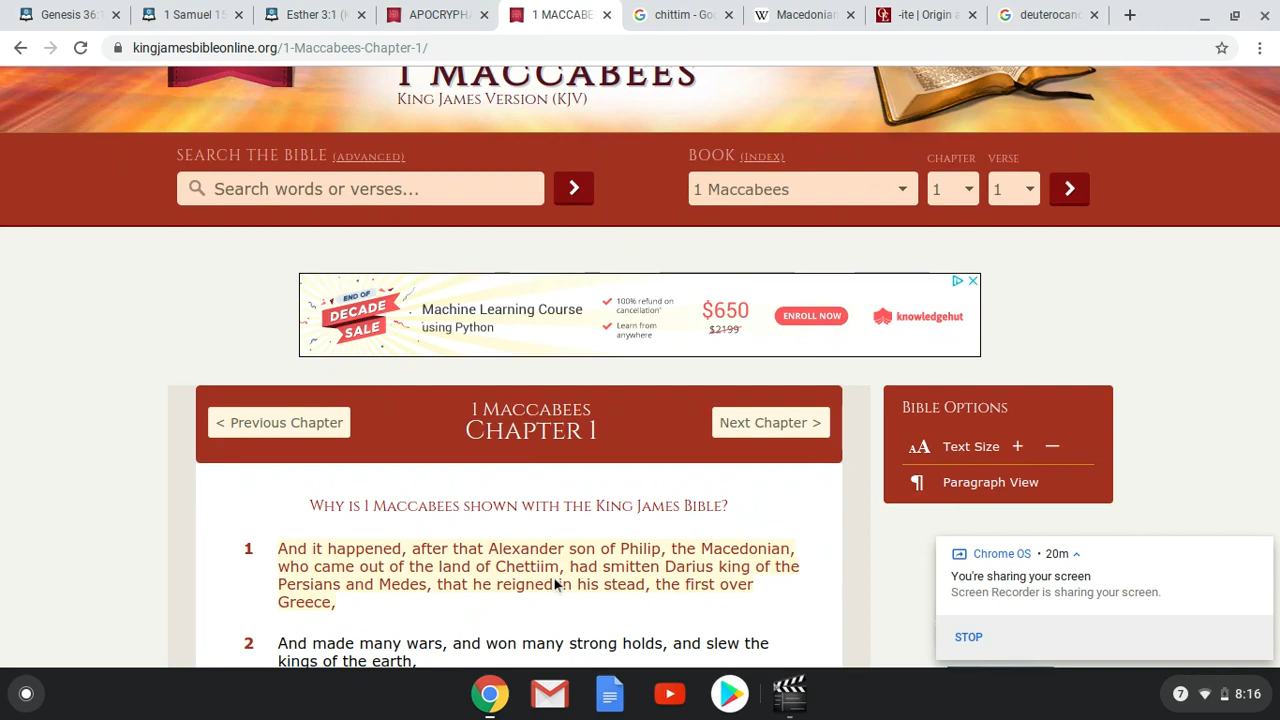 Genesis 36:1
1 Samuel 15
Esther 3:1 (K
APOCRYPHA
1 MACCABE
chittim - Goo
Macedonian
-ite | Origin a
deuterocano
kingjamesbibleonline.org/1-Maccabees-Chapter-1/
1 MACCABEES
KING JAMES VERSION (KJV)
SEARCH THE BIBLE (ADVANCED)
BOOK (INDEX)
CHAPTER
VERSE
Search words or verses...
1 Maccabees
1
1
END OF
DECADE
SALE
Machine Learning Course
using Python
100% refund on
cancellation*
Learn from
anywhere
$650
$2199
ENROLL NOW
knowledgehut
< Previous Chapter
1 MACCABEES
CHAPTER 1
Next Chapter >
BIBLE OPTIONS
AA Text Size + —
¶ Paragraph View
WHY IS 1 MACCABEES SHOWN WITH THE KING JAMES BIBLE?
1 And it happened, after that Alexander son of Philip, the Macedonian,
who came out of the land of Chettiim, had smitten Darius king of the
Persians and Medes, that he reigned in his stead, the first over
Greece,
2 And made many wars, and won many strong holds, and slew the
kings of the earth,
Chrome OS • 20m
You're sharing your screen
Screen Recorder is sharing your screen.
STOP
7 8:16